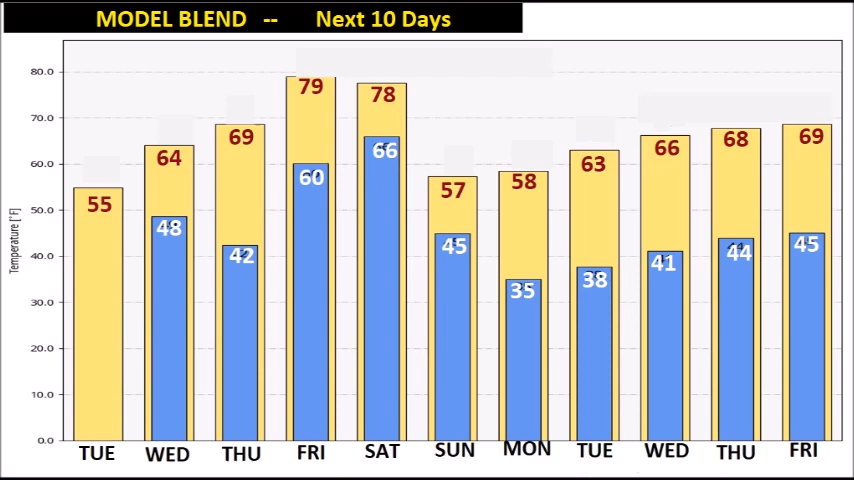 MODEL BLEND -- Next 10 Days
80.0
70.0
60.0
50.0
40.0
30.0
20.0
10.0
0.0
Temperature [°F]
55 64 69 79 78 57 58 63 66 68 69
48 42 60 66 45 35 38 41 44 45
TUE WED THU FRI SAT SUN MON TUE WED THU FRI